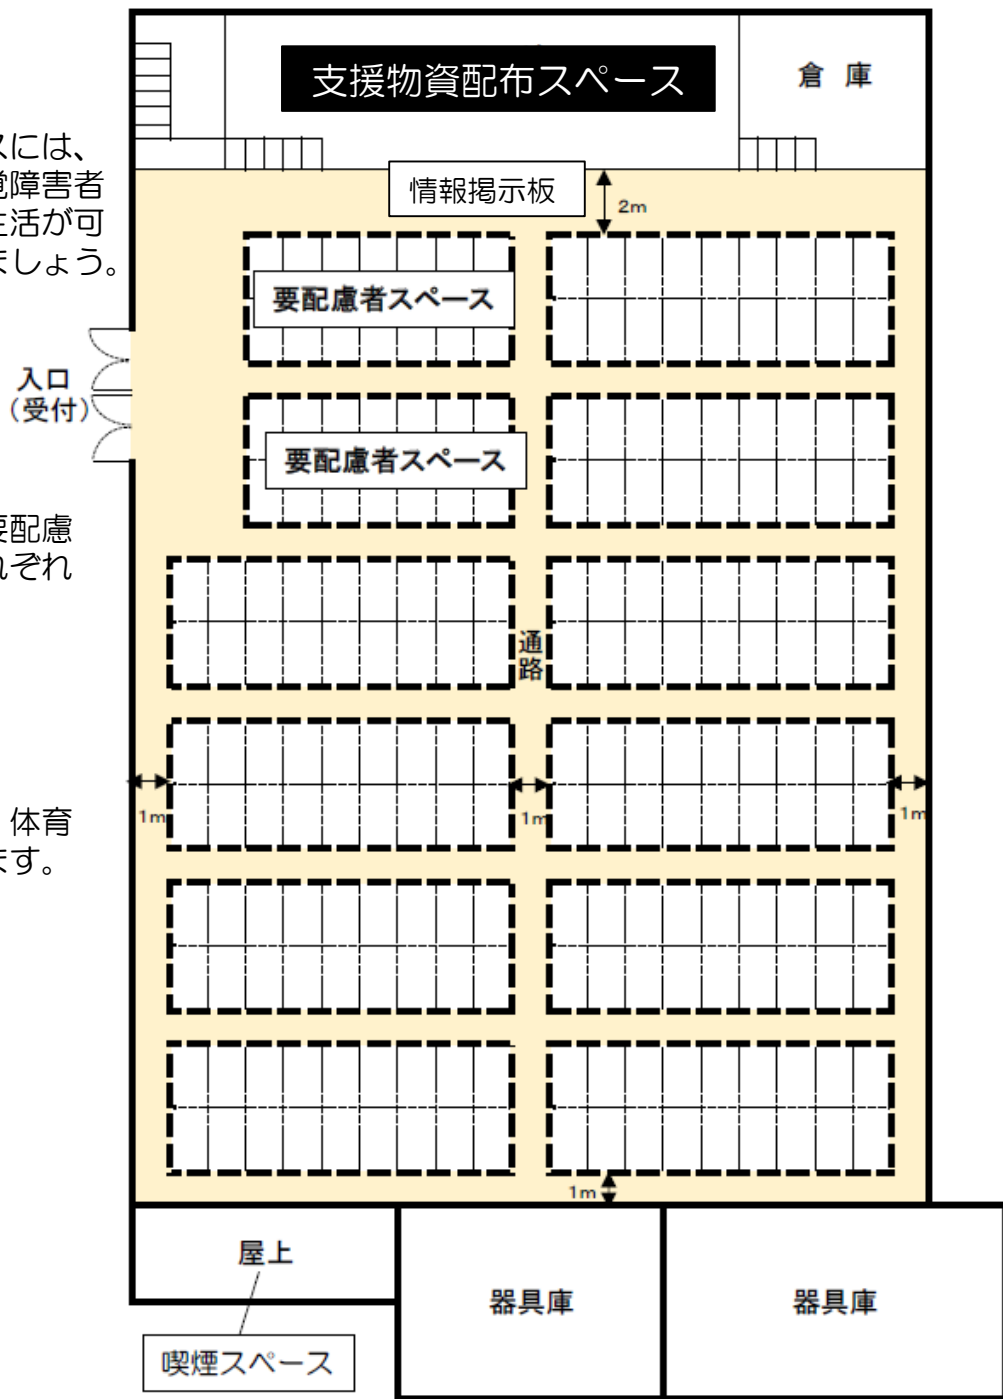 支援物資配布スペース
倉 庫
スには、
覚障害者
生活が可
ましょう。
情報掲示板
2m
要配慮者スペース
入口
（受付）
要配慮者スペース
要配慮
れぞれ
通路
1m
1m
1m
体育
ます。
1m
屋上
器具庫
器具庫
喫煙スペース